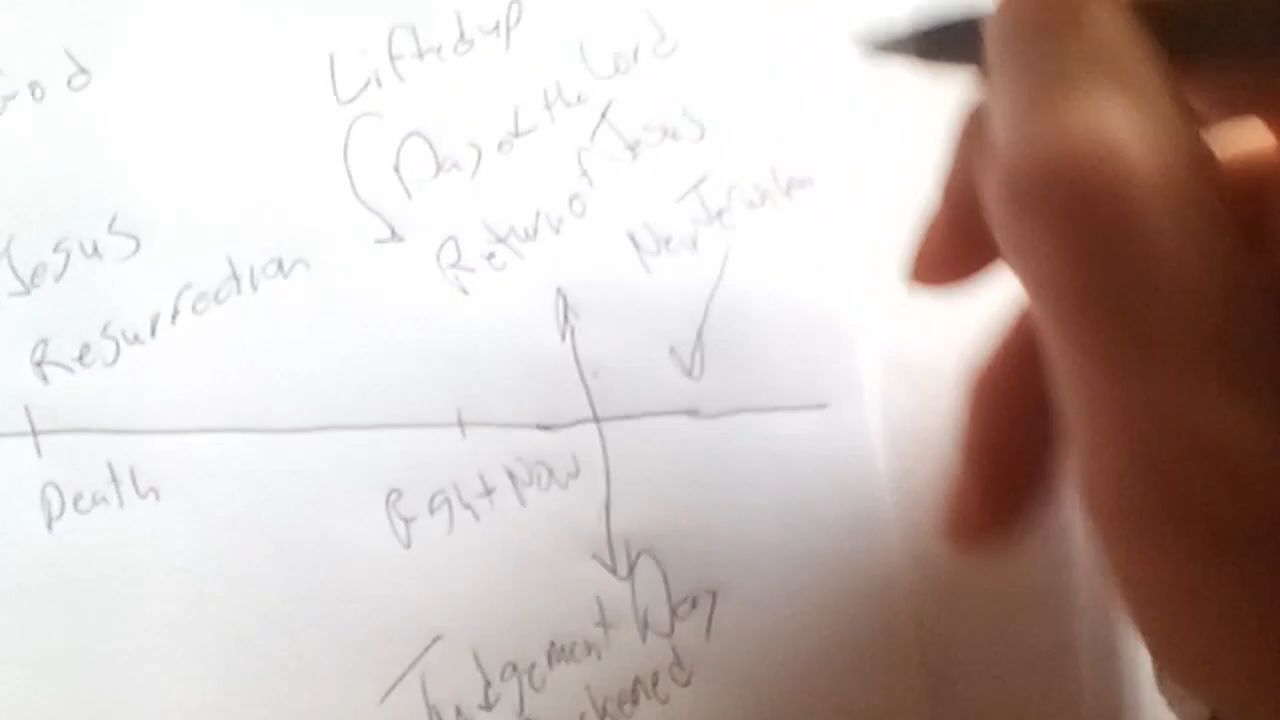 God
Lifted up
Day of the Lord
Return of Jesus
New Jerusalem
Jesus
Resurrection
Death
Right Now
Judgement Day